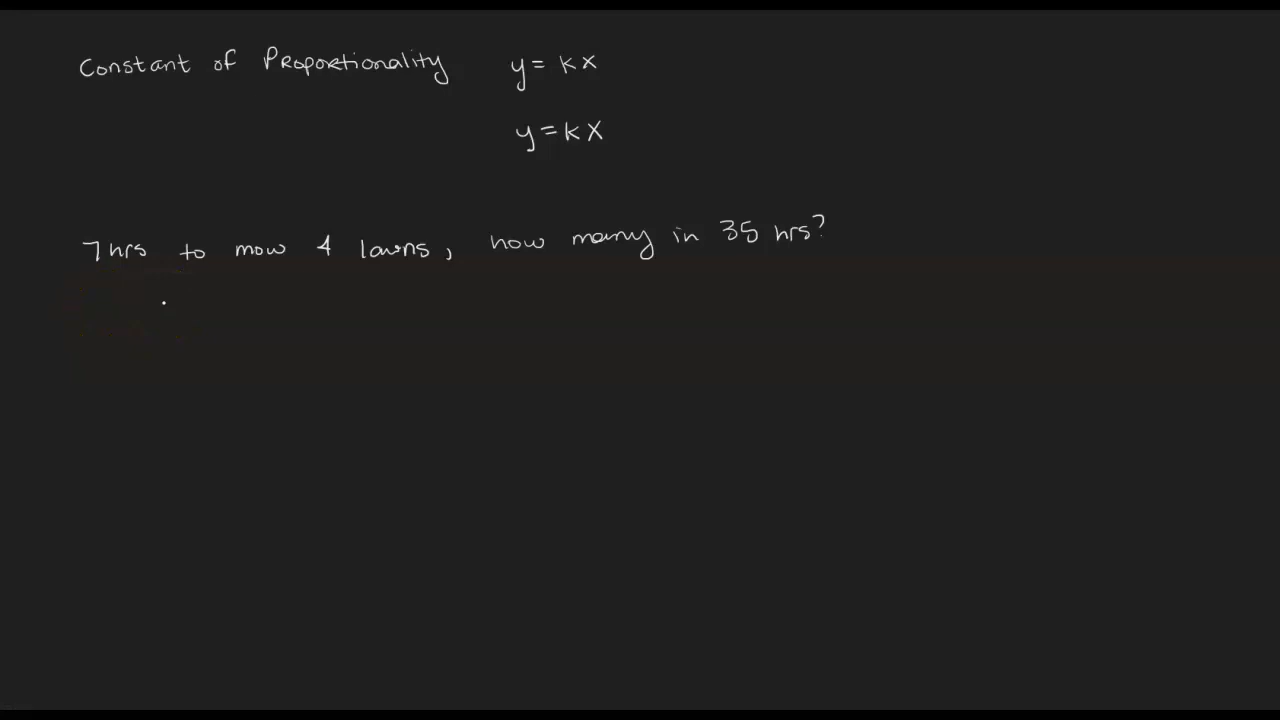 Constant of Proportionality y = kx
y = kx
7 hrs to mow 4 lawns, how many in 35 hrs?